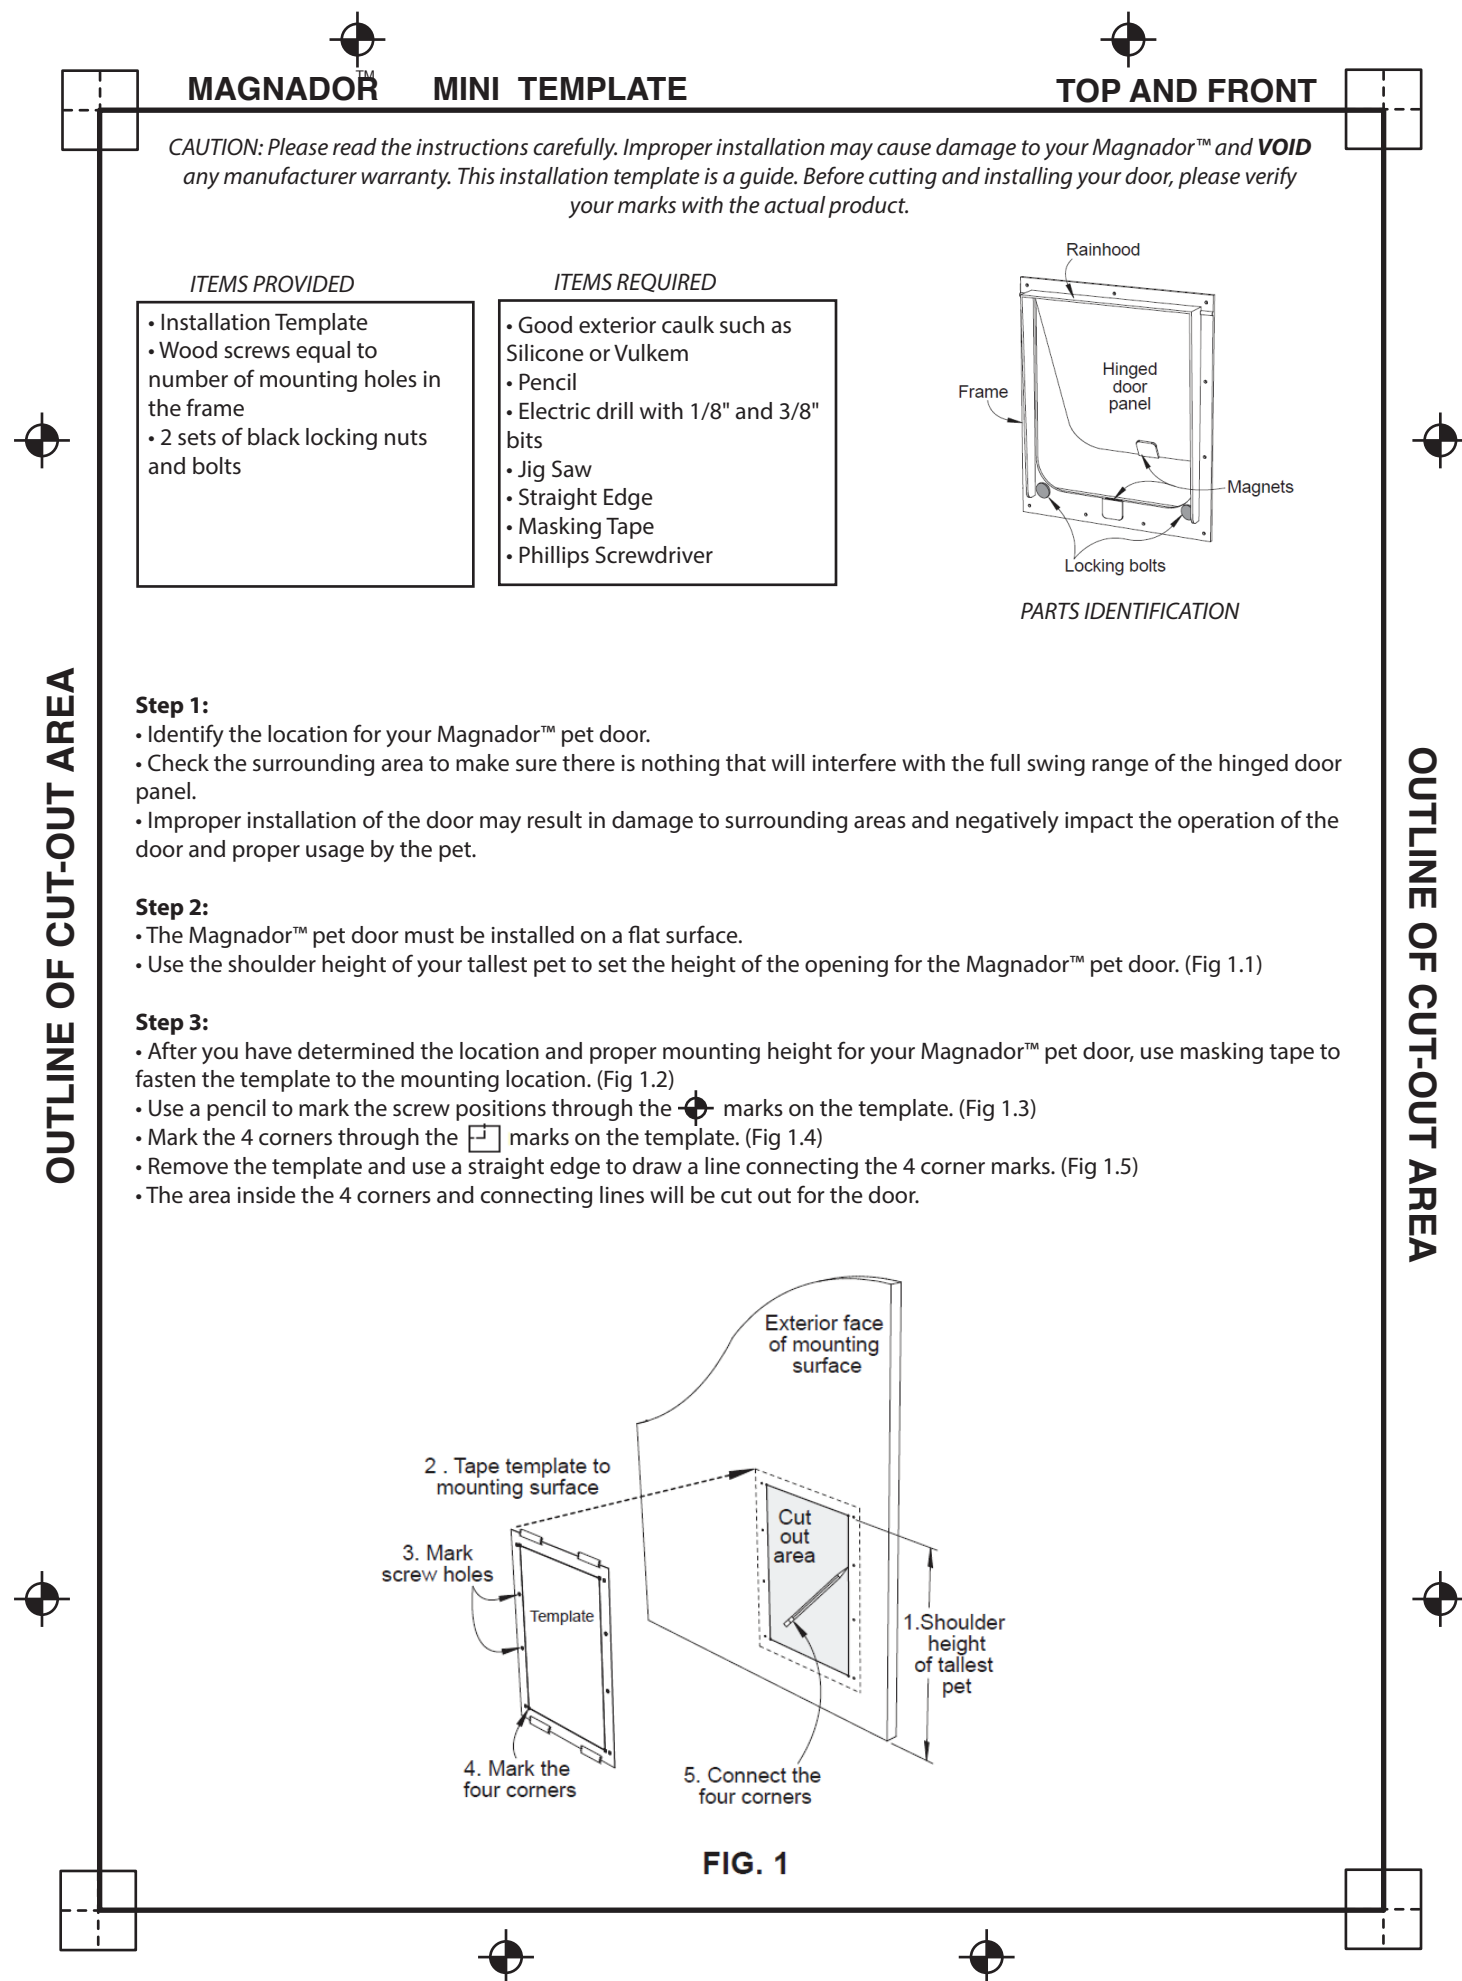 MAGNADOR™ MINI TEMPLATE
TOP AND FRONT
CAUTION: Please read the instructions carefully. Improper installation may cause damage to your Magnador™ and VOID
any manufacturer warranty. This installation template is a guide. Before cutting and installing your door, please verify
your marks with the actual product.
ITEMS PROVIDED
• Installation Template
• Wood screws equal to
number of mounting holes in
the frame
• 2 sets of black locking nuts
and bolts
ITEMS REQUIRED
• Good exterior caulk such as
Silicone or Vulkem
• Pencil
• Electric drill with 1/8" and 3/8"
bits
• Jig Saw
• Straight Edge
• Masking Tape
• Phillips Screwdriver
Rainhood
Hinged
door
panel
Frame
Magnets
Locking bolts
PARTS IDENTIFICATION
OUTLINE OF CUT-OUT AREA
OUTLINE OF CUT-OUT AREA
Step 1:
• Identify the location for your Magnador™ pet door.
• Check the surrounding area to make sure there is nothing that will interfere with the full swing range of the hinged door
panel.
• Improper installation of the door may result in damage to surrounding areas and negatively impact the operation of the
door and proper usage by the pet.
Step 2:
• The Magnador™ pet door must be installed on a flat surface.
• Use the shoulder height of your tallest pet to set the height of the opening for the Magnador™ pet door. (Fig 1.1)
Step 3:
• After you have determined the location and proper mounting height for your Magnador™ pet door, use masking tape to
fasten the template to the mounting location. (Fig 1.2)
• Use a pencil to mark the screw positions through the marks on the template. (Fig 1.3)
• Mark the 4 corners through the marks on the template. (Fig 1.4)
• Remove the template and use a straight edge to draw a line connecting the 4 corner marks. (Fig 1.5)
• The area inside the 4 corners and connecting lines will be cut out for the door.
Exterior face
of mounting
surface
2 . Tape template to
mounting surface
Cut
out
area
3. Mark
screw holes
Template
1.Shoulder
height
of tallest
pet
4. Mark the
four corners
5. Connect the
four corners
FIG. 1